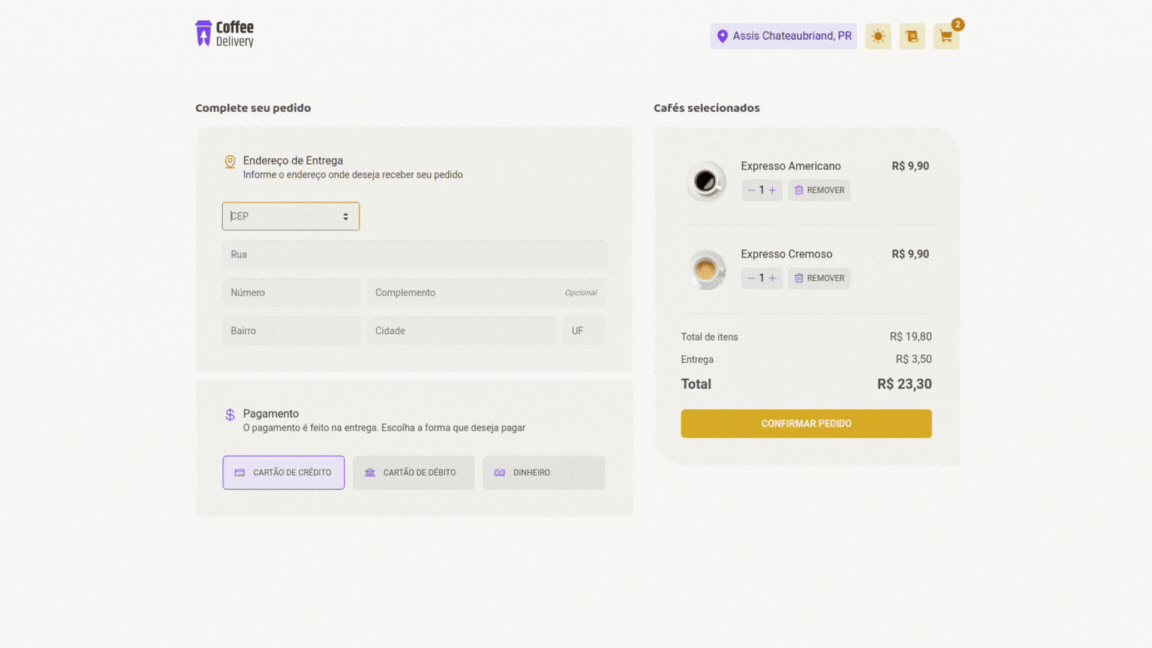 Coffee
Delivery
Assis Chateaubriand, PR
2
Complete seu pedido
Endereço de Entrega
Informe o endereço onde deseja receber seu pedido
CEP
Rua
Número
Complemento
Opcional
Bairro
Cidade
UF
Pagamento
O pagamento é feito na entrega. Escolha a forma que deseja pagar
CARTÃO DE CRÉDITO
CARTÃO DE DÉBITO
DINHEIRO
Cafés selecionados
Expresso Americano
R$ 9,90
− 1 +
REMOVER
Expresso Cremoso
R$ 9,90
− 1 +
REMOVER
Total de itens
R$ 19,80
Entrega
R$ 3,50
Total
R$ 23,30
CONFIRMAR PEDIDO